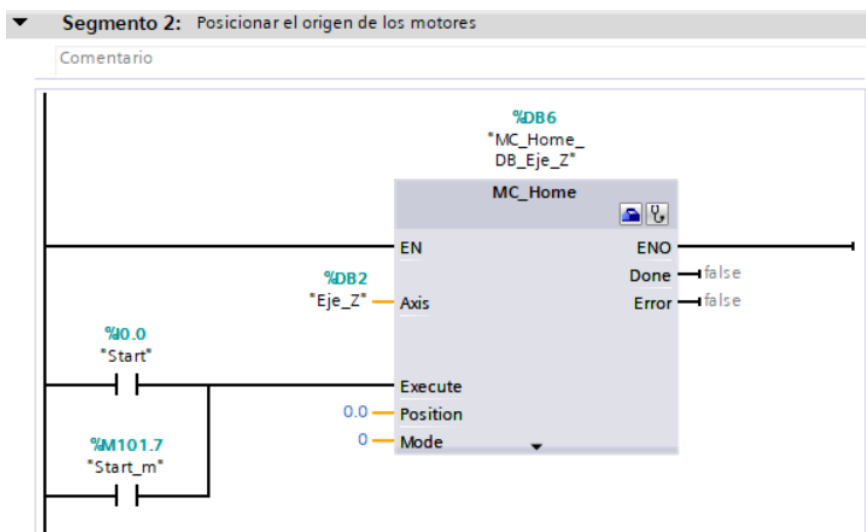 Segmento 2: Posicionar el origen de los motores
Comentario
%DB6
"MC_Home_
DB_Eje_Z"
MC_Home
EN
ENO
%DB2
"Eje_Z"
Axis
Done
false
Error
false
%I0.0
"Start"
Execute
0.0
Position
0
Mode
%M101.7
"Start_m"